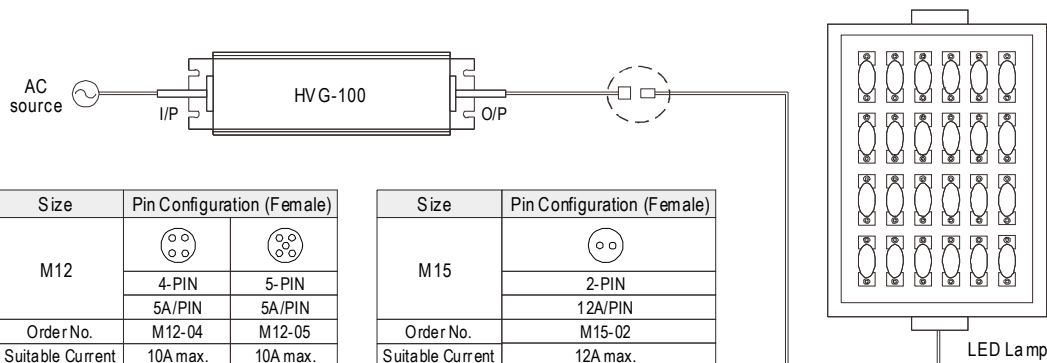 AC
source
I/P
HVG-100
O/P
Size Pin Configuration (Female)
M12
4-PIN 5-PIN
5A/PIN 5A/PIN
Order No. M12-04 M12-05
Suitable Current 10A max. 10A max.
Size Pin Configuration (Female)
M15
2-PIN
12A/PIN
Order No. M15-02
Suitable Current 12A max.
LED Lamp